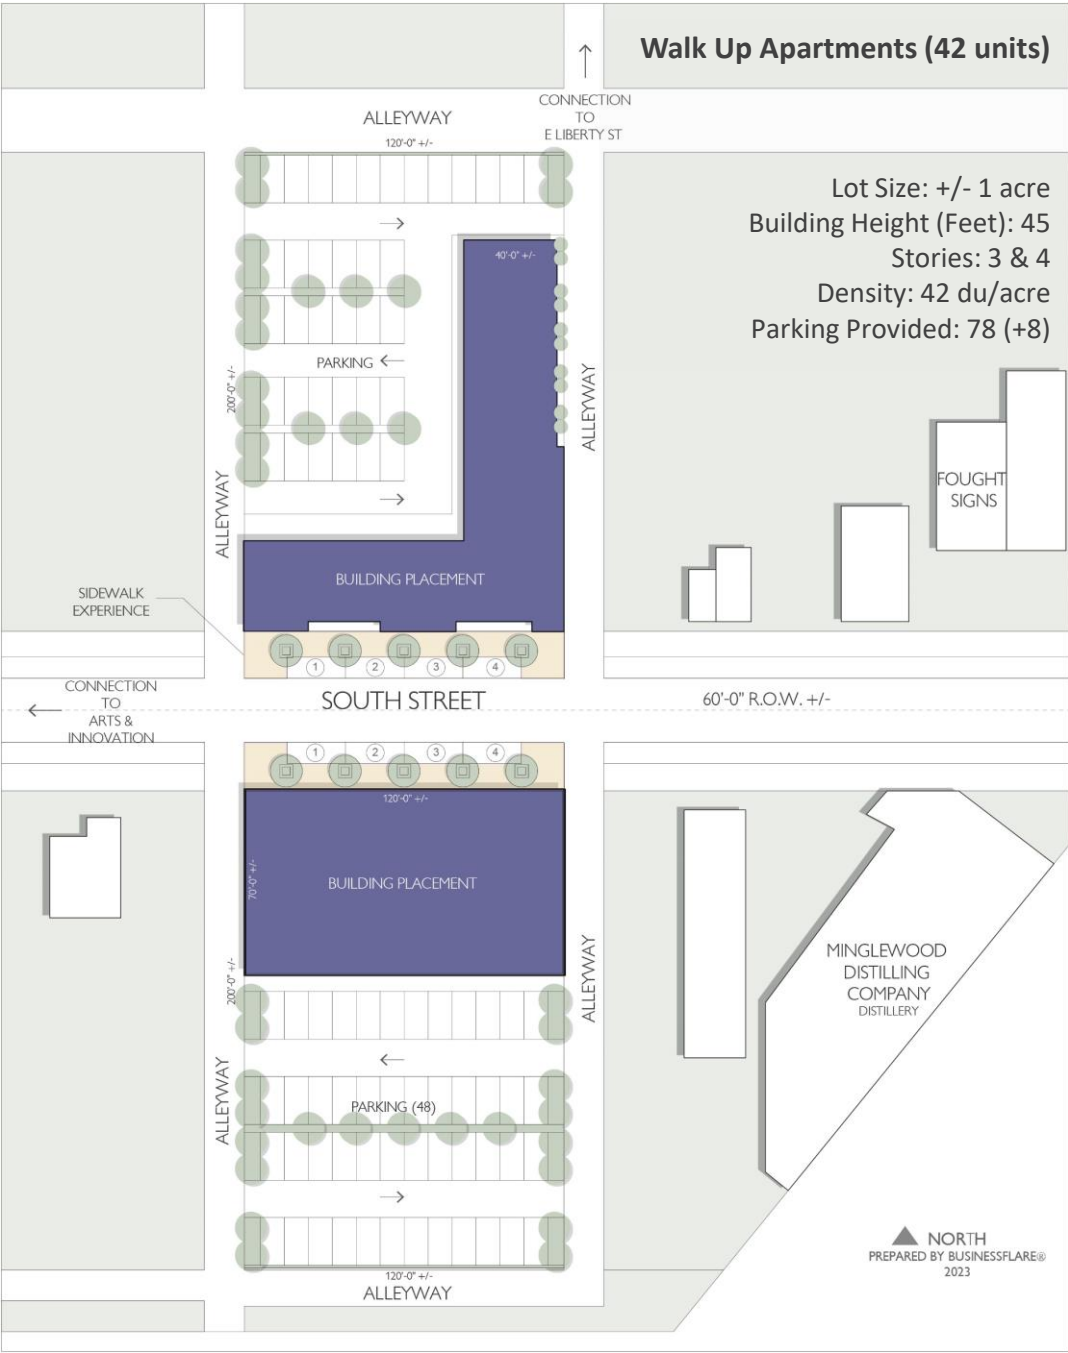 Walk Up Apartments (42 units)
CONNECTION
TO
E LIBERTY ST
ALLEYWAY
120'-0" +/-
Lot Size: +/- 1 acre
Building Height (Feet): 45
Stories: 3 & 4
Density: 42 du/acre
Parking Provided: 78 (+8)
40'-0" +/-
PARKING
200'-0" +/-
ALLEYWAY
ALLEYWAY
FOUGHT
SIGNS
BUILDING PLACEMENT
SIDEWALK
EXPERIENCE
1 2 3 4
CONNECTION
TO
ARTS &
INNOVATION
SOUTH STREET
60'-0" R.O.W. +/-
1 2 3 4
120'-0" +/-
70'-0" +/-
BUILDING PLACEMENT
MINGLEWOOD
DISTILLING
COMPANY
DISTILLERY
200'-0" +/-
ALLEYWAY
ALLEYWAY
PARKING (48)
NORTH
PREPARED BY BUSINESSFLARE®
2023
120'-0" +/-
ALLEYWAY